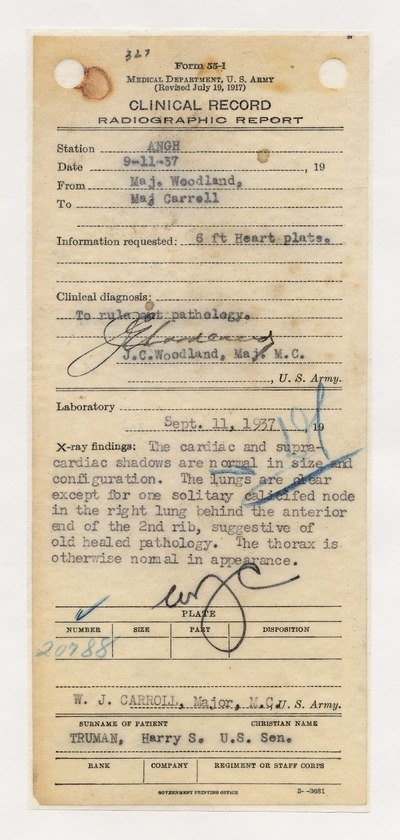 327
Form 55-1
MEDICAL DEPARTMENT, U. S. ARMY
(Revised July 19, 1917)
CLINICAL RECORD
RADIOGRAPHIC REPORT
Station ANGH
Date 9-11-37, 19
From Maj. Woodland,
To Maj Carroll
Information requested: 6 ft Heart plate.
Clinical diagnosis:
To rule out pathology.
J.C.Woodland, Maj. M.C.
, U. S. Army.
Laboratory
Sept. 11, 1937, 19
X-ray findings: The cardiac and supra-
cardiac shadows are normal in size and
configuration. The lungs are clear
except for one solitary calicifed node
in the right lung behind the anterior
end of the 2nd rib, suggestive of
old healed pathology. The thorax is
otherwise normal in appearance.
WJC
PLATE
NUMBER SIZE PART DISPOSITION
20788
W. J. CARROLL, Major, M.C., U. S. Army.
SURNAME OF PATIENT CHRISTIAN NAME
TRUMAN, Harry S. U.S. Sen.
RANK COMPANY REGIMENT OR STAFF CORPS
GOVERNMENT PRINTING OFFICE 3—3681